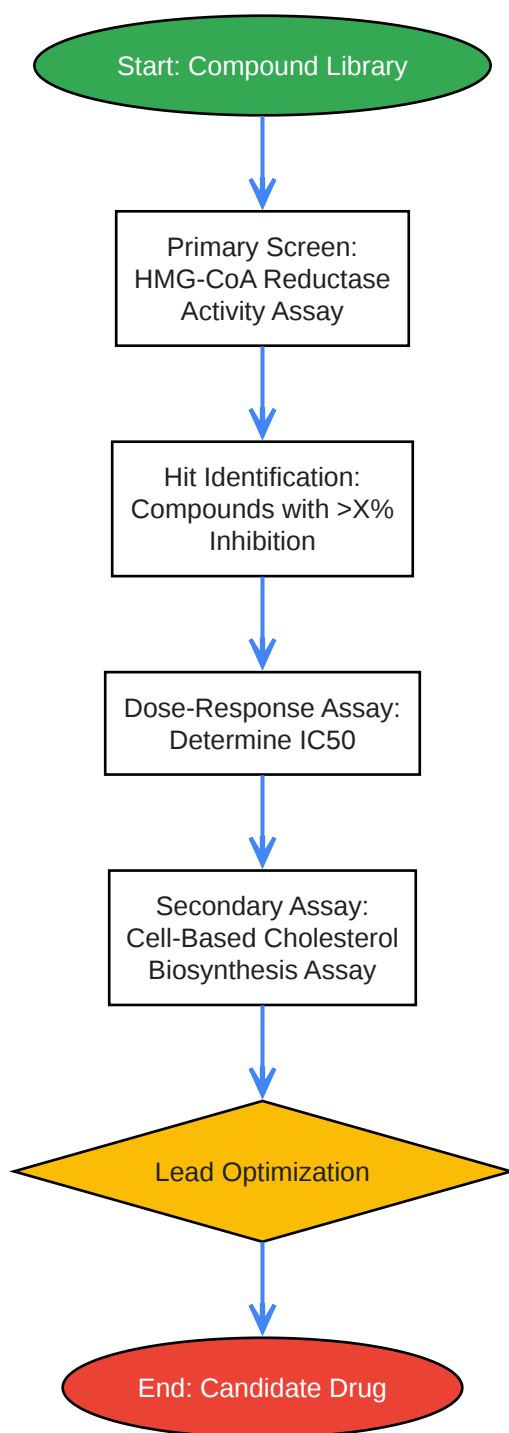 Start: Compound Library
Primary Screen:
HMG-CoA Reductase
Activity Assay
Hit Identification:
Compounds with >X%
Inhibition
Dose-Response Assay:
Determine IC50
Secondary Assay:
Cell-Based Cholesterol
Biosynthesis Assay
Lead Optimization
End: Candidate Drug